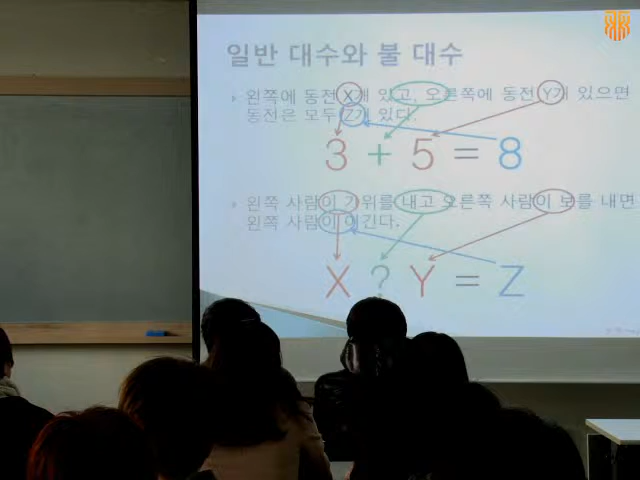 일반 대수와 불 대수
왼쪽에 동전 X개 있고, 오른쪽에 동전 Y개 있으면
동전은 모두 Z개 있다.
3 + 5 = 8
왼쪽 사람이 가위를 내고 오른쪽 사람이 보를 내면
왼쪽 사람이 이긴다.
X ? Y = Z